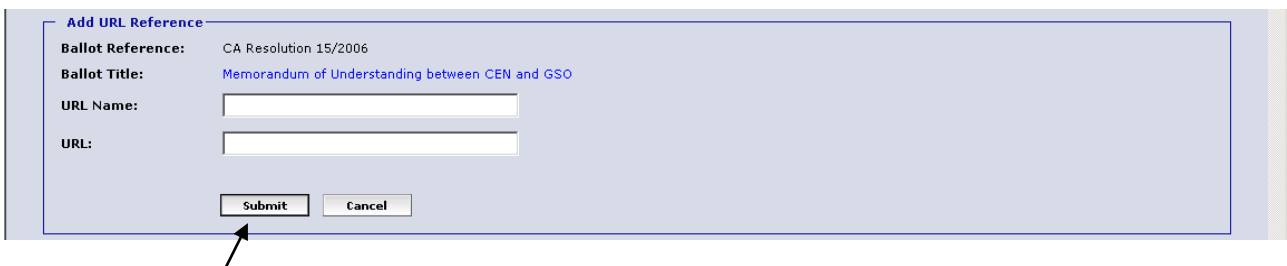 Add URL Reference
Ballot Reference: CA Resolution 15/2006
Ballot Title: Memorandum of Understanding between CEN and GSO
URL Name:
URL:
Submit Cancel